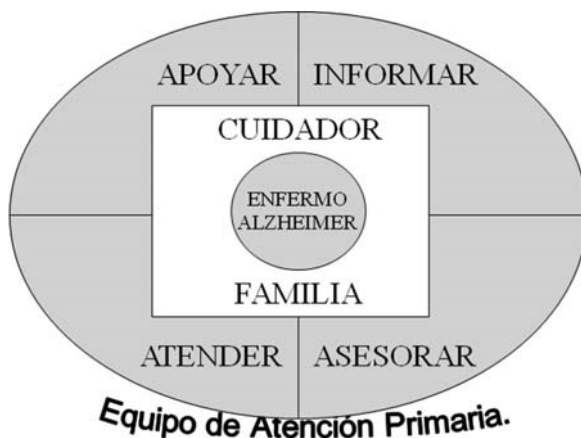 APOYAR INFORMAR
CUIDADOR
ENFERMO
ALZHEIMER
FAMILIA
ATENDER ASESORAR
Equipo de Atención Primaria.